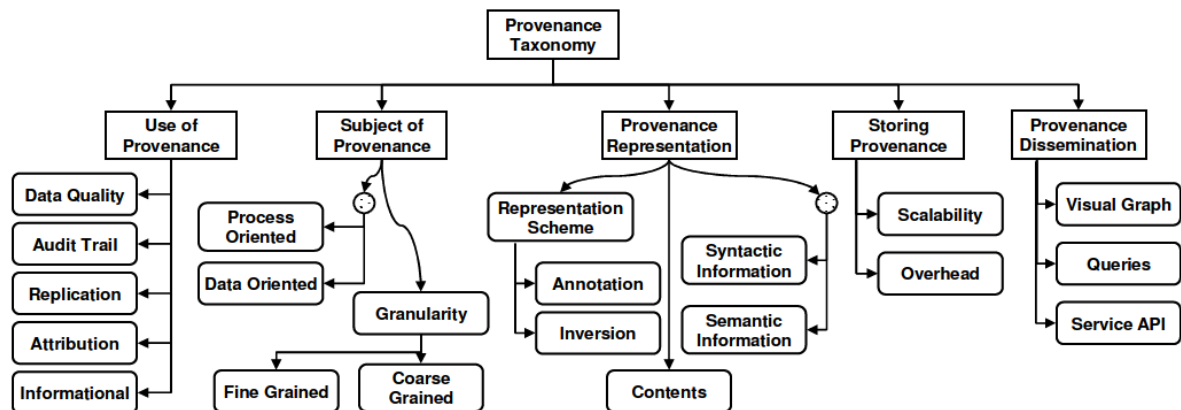 Provenance
Taxonomy
Use of
Provenance
Subject of
Provenance
Provenance
Representation
Storing
Provenance
Provenance
Dissemination
Data Quality
Audit Trail
Replication
Attribution
Informational
Process
Oriented
Data Oriented
Granularity
Fine Grained
Coarse
Grained
Representation
Scheme
Annotation
Inversion
Contents
Syntactic
Information
Semantic
Information
Scalability
Overhead
Visual Graph
Queries
Service API